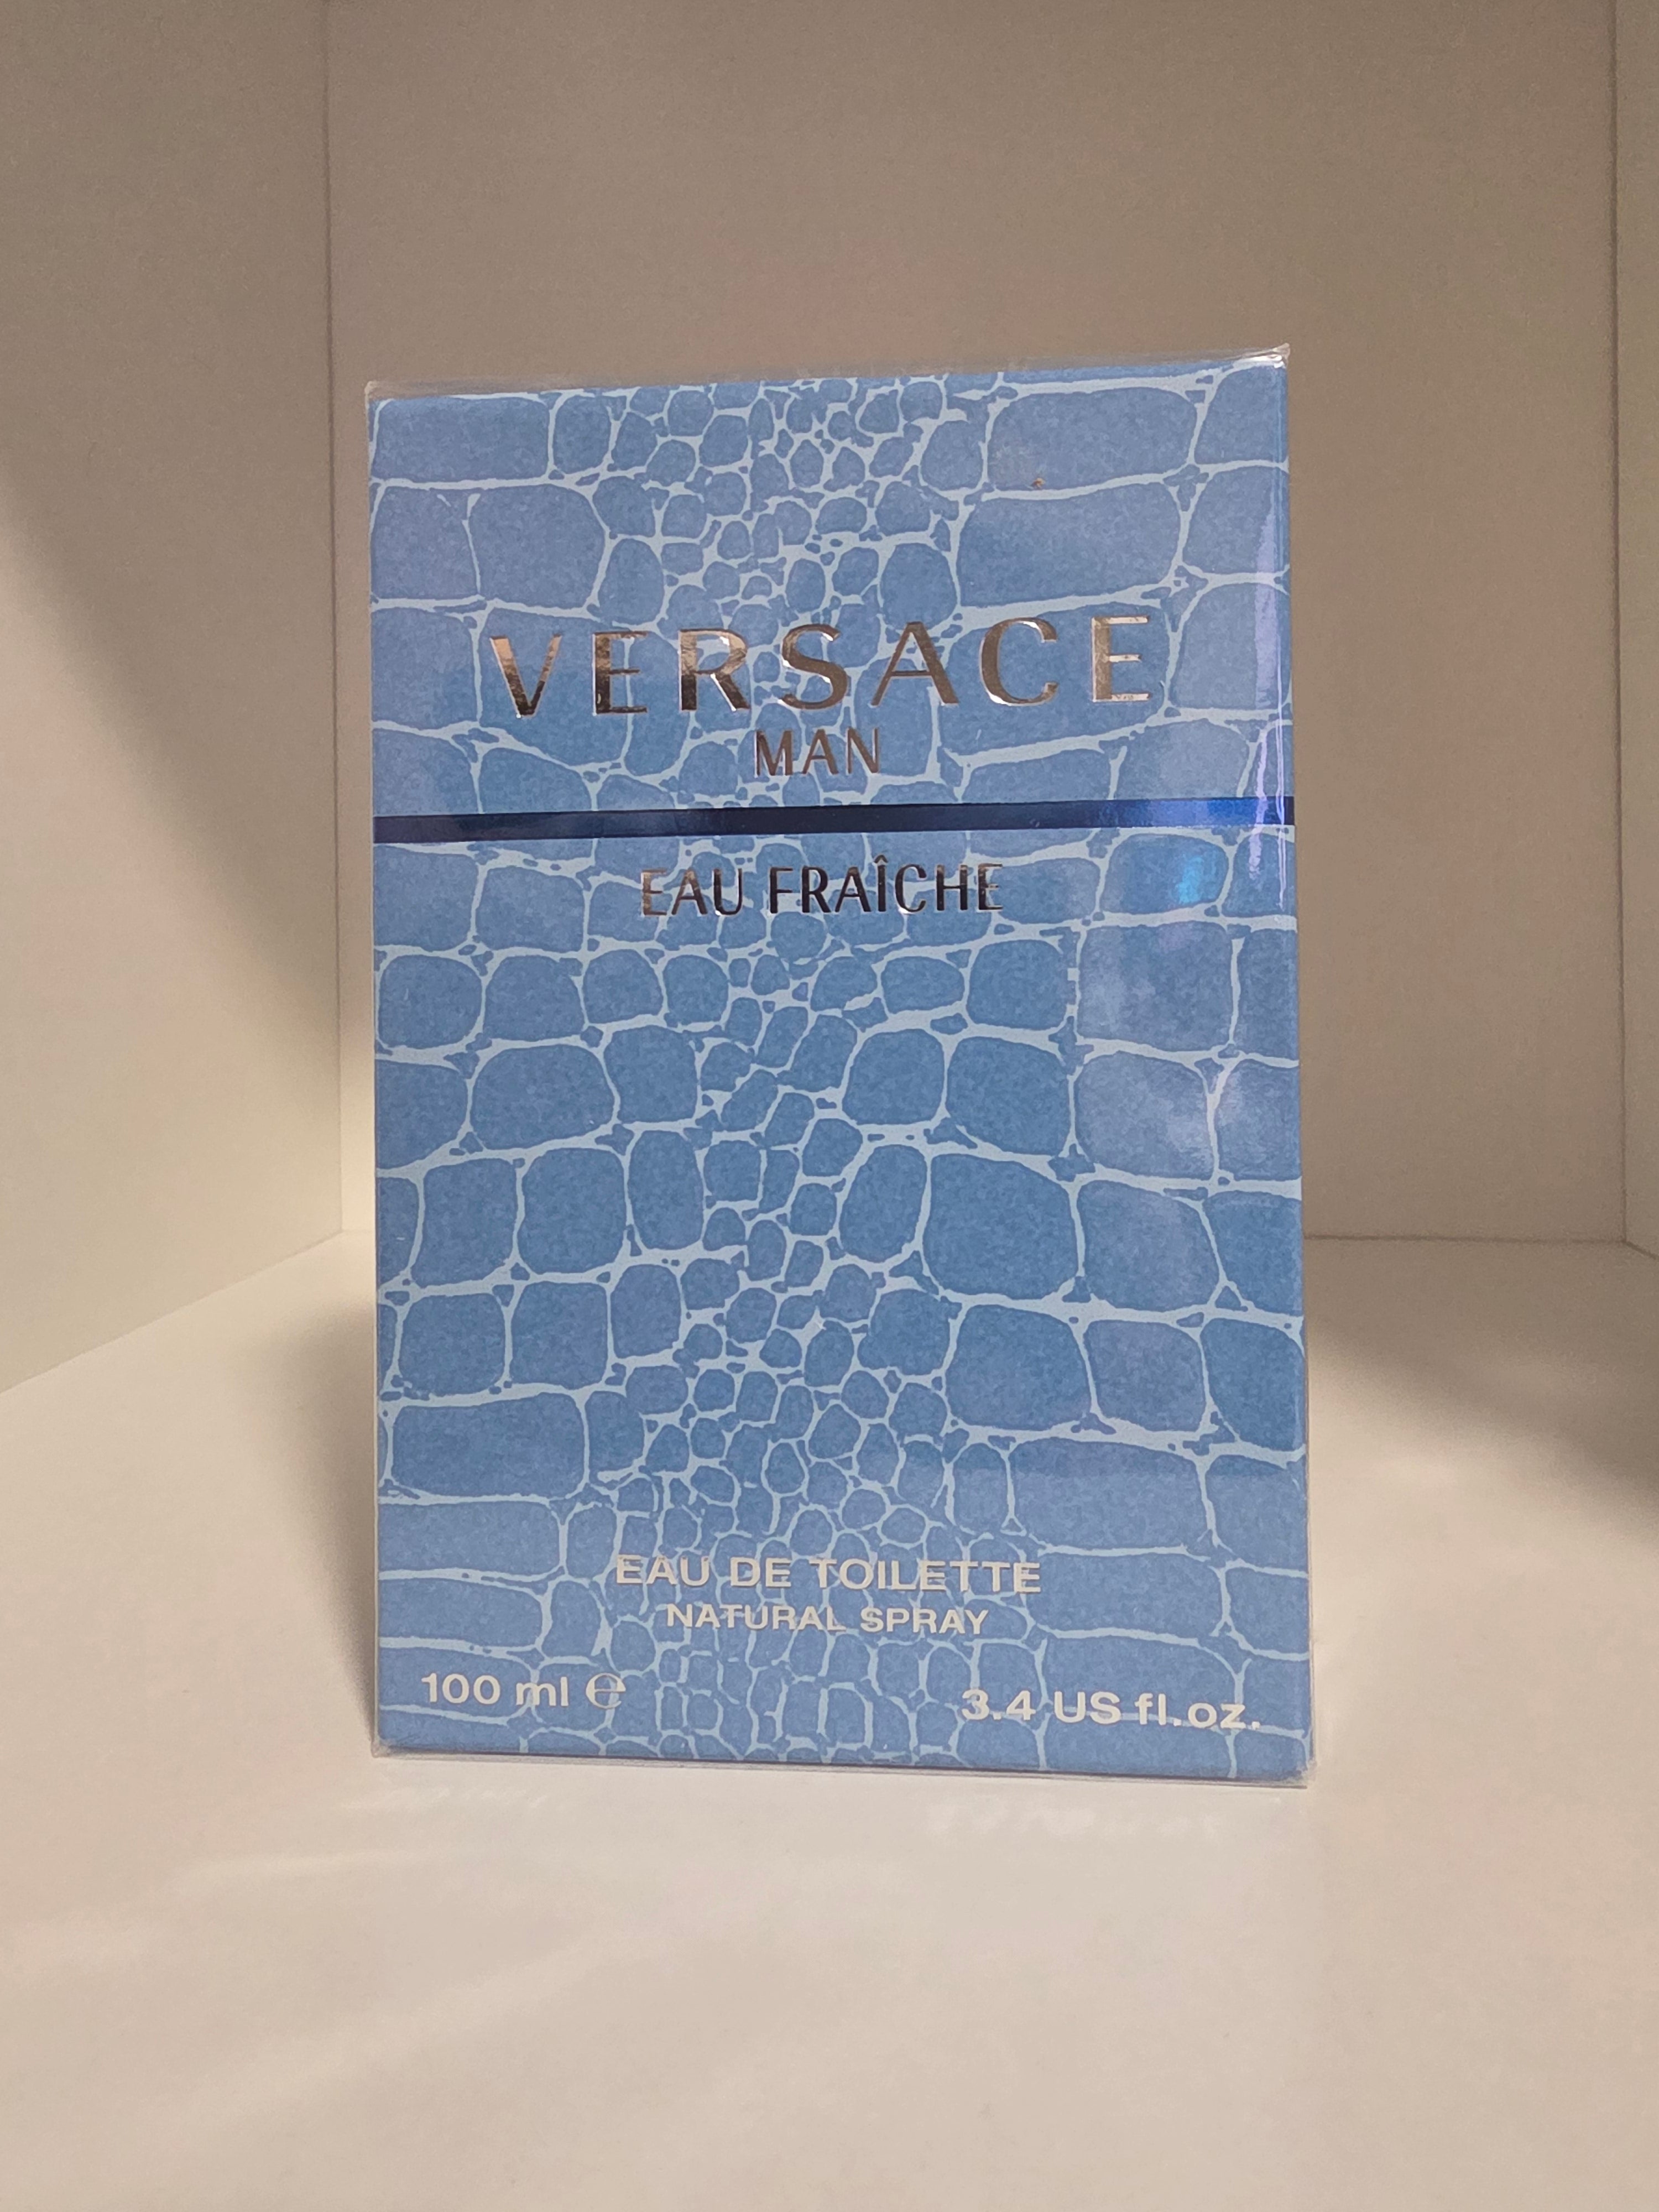 VERSACE
MAN
EAU FRAÎCHE
EAU DE TOILETTE
NATURAL SPRAY
100 ml ℮
3.4 US fl.oz.